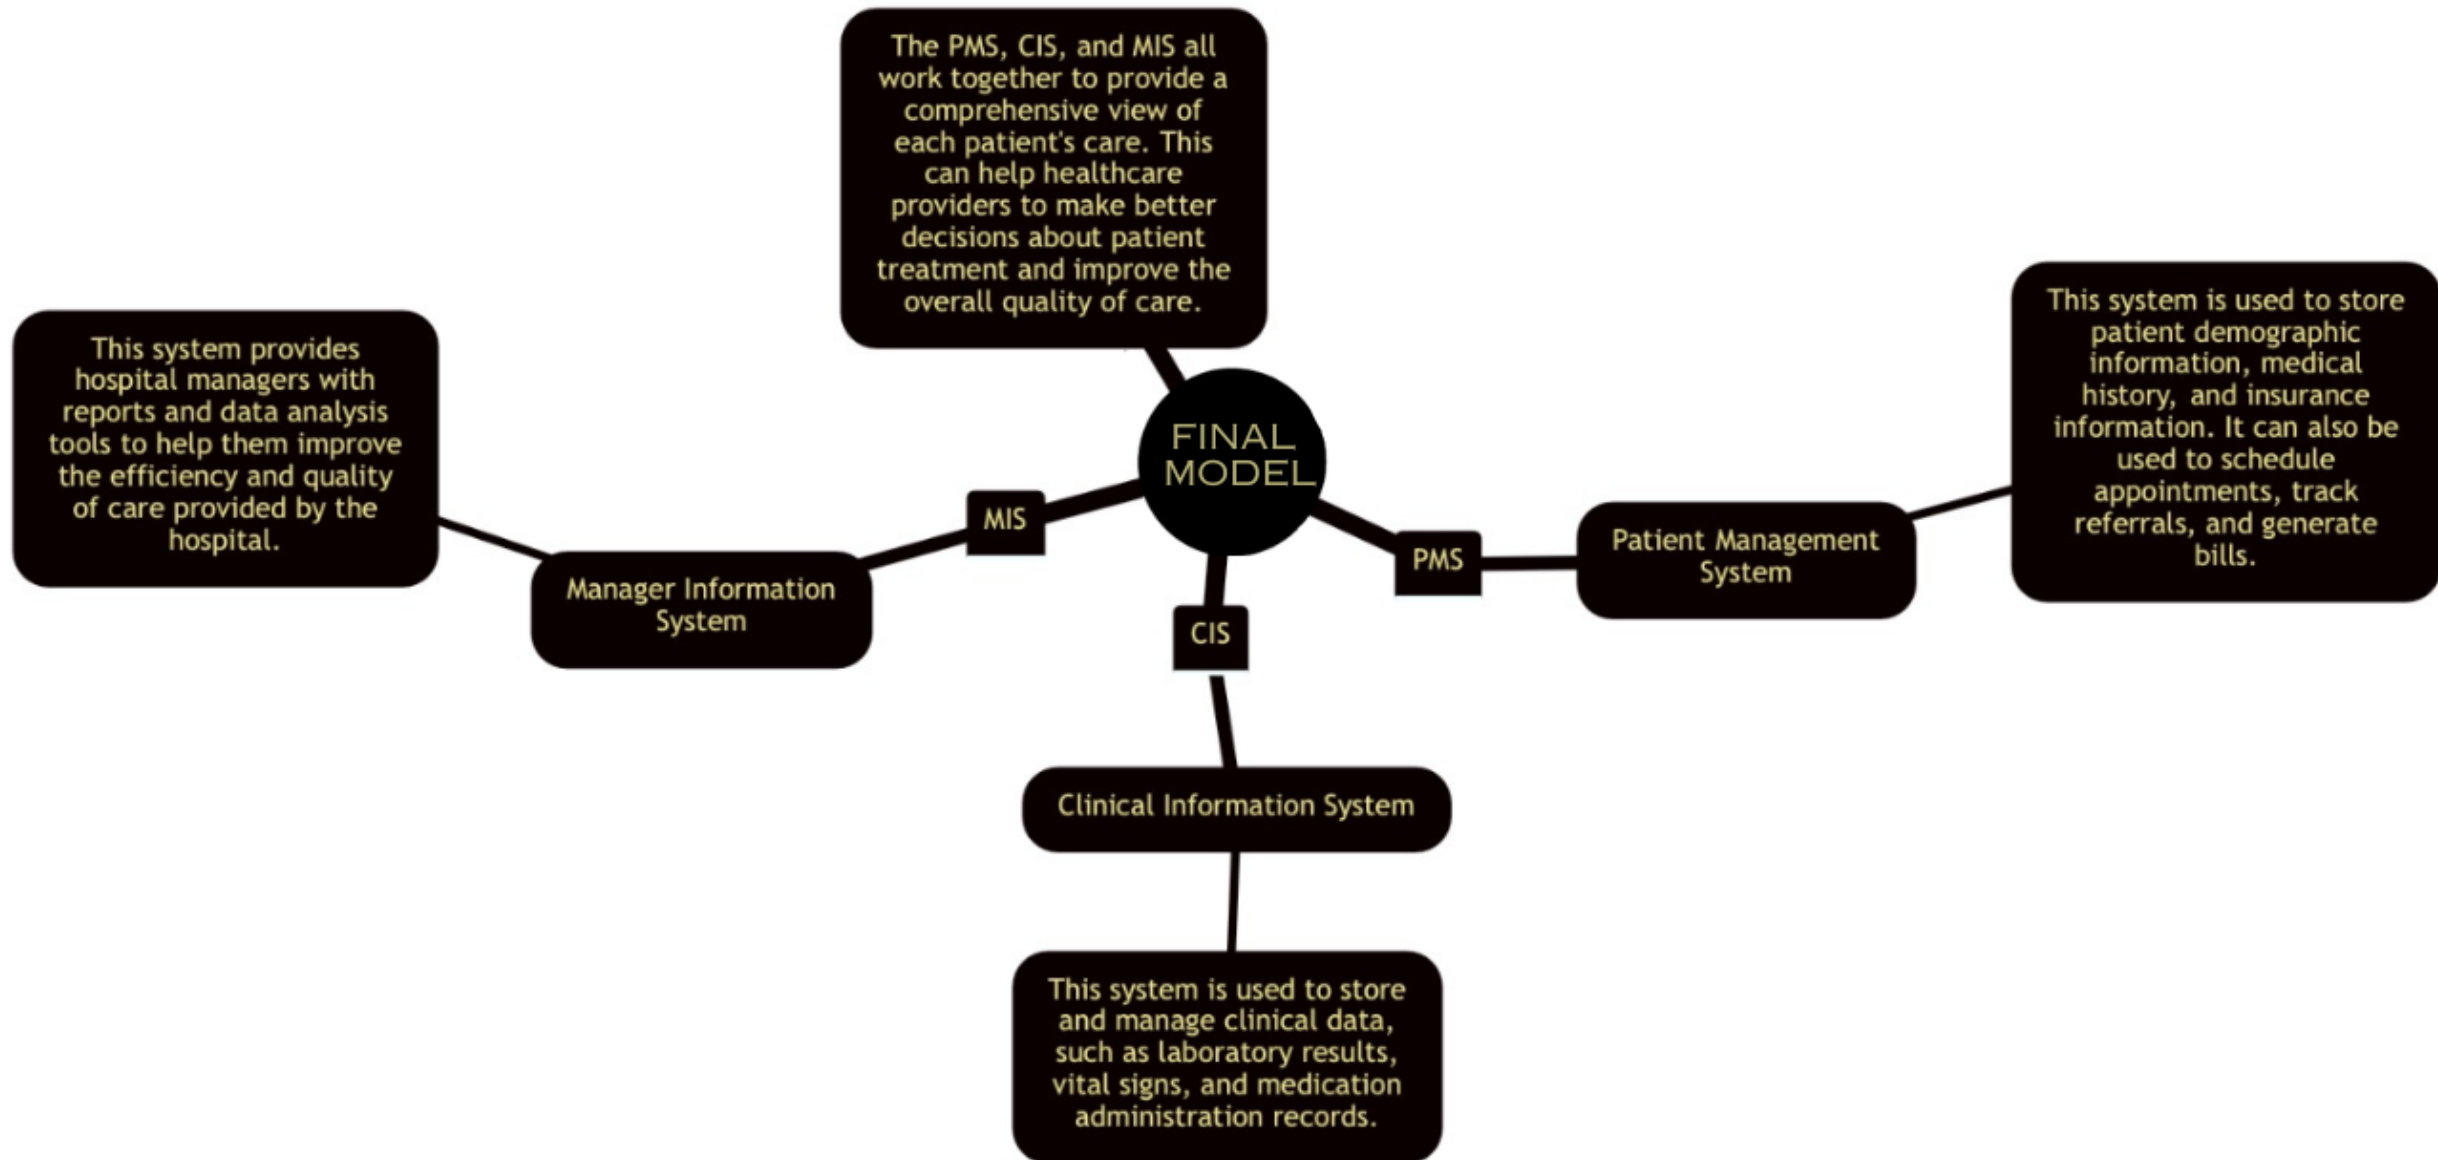 The PMS, CIS, and MIS all
work together to provide a
comprehensive view of
each patient's care. This
can help healthcare
providers to make better
decisions about patient
treatment and improve the
overall quality of care.
FINAL
MODEL
MIS
Manager Information
System
This system provides
hospital managers with
reports and data analysis
tools to help them improve
the efficiency and quality
of care provided by the
hospital.
PMS
Patient Management
System
This system is used to store
patient demographic
information, medical
history, and insurance
information. It can also be
used to schedule
appointments, track
referrals, and generate
bills.
CIS
Clinical Information System
This system is used to store
and manage clinical data,
such as laboratory results,
vital signs, and medication
administration records.